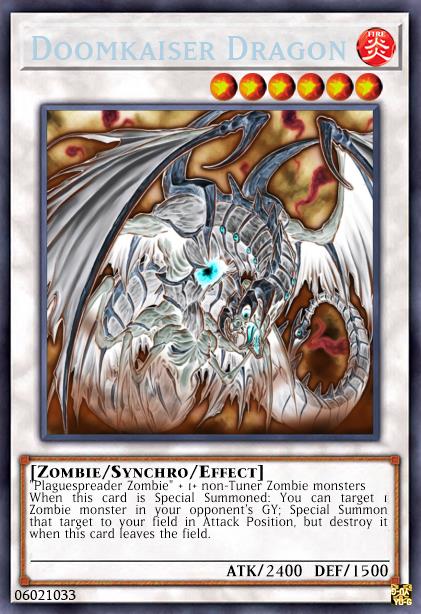 DOOMKAISER DRAGON
FIRE
炎
[ZOMBIE/SYNCHRO/EFFECT]
"Plaguespreader Zombie" + 1+ non-Tuner Zombie monsters
When this card is Special Summoned: You can target 1
Zombie monster in your opponent's GY; Special Summon
that target to your field in Attack Position, but destroy it
when this card leaves the field.
ATK/2400 DEF/1500
06021033